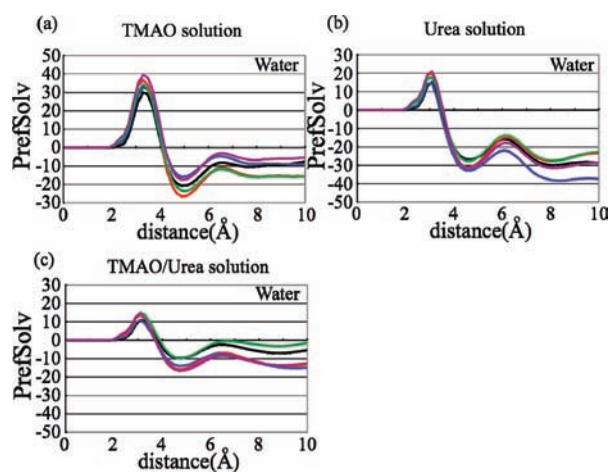 (a) TMAO solution
Water
PrefSolv
50
40
30
20
10
0
-10
-20
-30
0 2 4 6 8 10
distance(Å)
(b) Urea solution
Water
PrefSolv
30
20
10
0
-10
-20
-30
-40
-50
0 2 4 6 8 10
distance(Å)
(c) TMAO/Urea solution
Water
PrefSolv
30
20
10
0
-10
-20
-30
-40
-50
0 2 4 6 8 10
distance(Å)